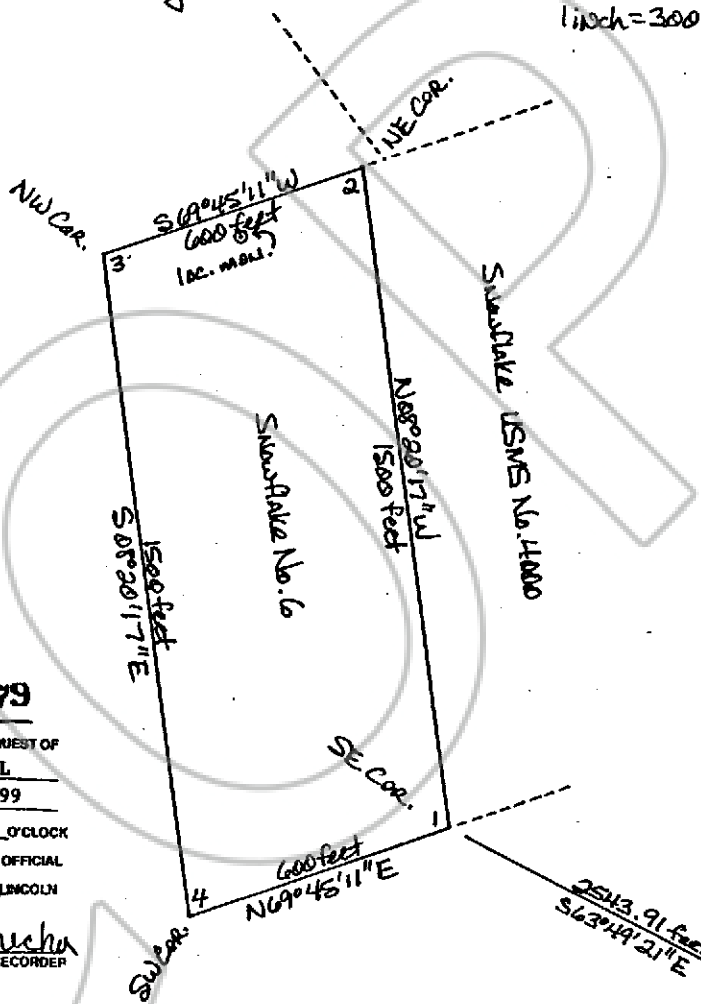 1inch=300
NE COR.
NW COR.
S69°45'11"W
600 feet
loc. mon.
2
3
Snowflake USMS No.4000
N08°20'17"W
1500 feet
Snowflake No.6
1500 feet
S08°20'17"E
SE COR.
1
600 feet
N69°45'11"E
4
SW COR.
2543.91 feet
S63°49'21"E
79
QUEST OF
L
99
O'CLOCK
OFFICIAL
LINCOLN
ucha
ECORDER